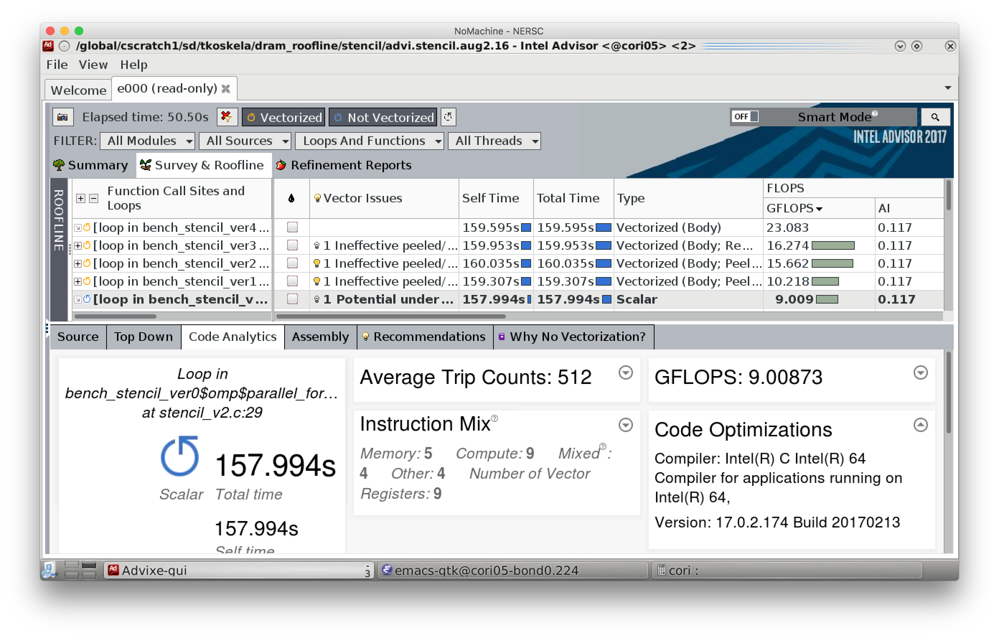 NoMachine - NERSC
/global/cscratch1/sd/tkoskela/dram_roofline/stencil/advi.stencil.aug2.16 - Intel Advisor <@cori05> <2>
File View Help
Welcome e000 (read-only)
Elapsed time: 50.50s Vectorized Not Vectorized OFF Smart Mode
FILTER: All Modules All Sources Loops And Functions All Threads INTEL ADVISOR 2017
Summary Survey & Roofline Refinement Reports
ROOFLINE
Function Call Sites and Loops Vector Issues Self Time Total Time Type FLOPS
GFLOPS AI
[loop in bench_stencil_ver4 ... 159.595s 159.595s Vectorized (Body) 23.083 0.117
[loop in bench_stencil_ver3 ... 1 Ineffective peeled/ ... 159.953s 159.953s Vectorized (Body; Re... 16.274 0.117
[loop in bench_stencil_ver2 ... 1 Ineffective peeled/ ... 160.035s 160.035s Vectorized (Body; Peel... 15.662 0.117
[loop in bench_stencil_ver1 ... 1 Ineffective peeled/ ... 159.307s 159.307s Vectorized (Body; Peel... 10.218 0.117
[loop in bench_stencil_v ... 1 Potential under... 157.994s 157.994s Scalar 9.009 0.117
Source Top Down Code Analytics Assembly Recommendations Why No Vectorization?
Loop in
bench_stencil_ver0$omp$parallel_for...
at stencil_v2.c:29
157.994s
Scalar Total time
157.994s
Self time
Average Trip Counts: 512
Instruction Mix
Memory: 5 Compute: 9 Mixed :
4 Other: 4 Number of Vector
Registers: 9
GFLOPS: 9.00873
Code Optimizations
Compiler: Intel(R) C Intel(R) 64
Compiler for applications running on
Intel(R) 64,
Version: 17.0.2.174 Build 20170213
Advixe-gui 3 emacs-gtk@cori05-bond0.224 cori :